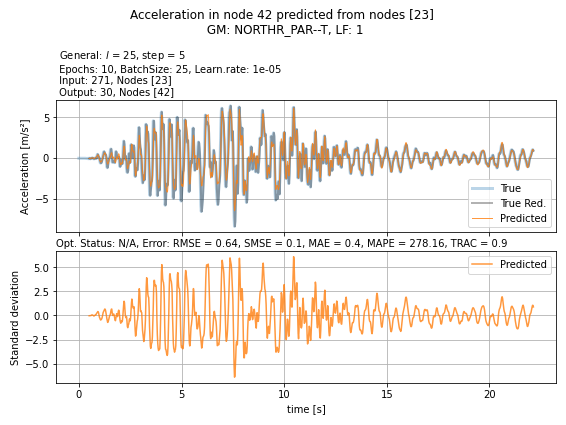 Acceleration in node 42 predicted from nodes [23]
GM: NORTHR_PAR--T, LF: 1
General: l = 25, step = 5
Epochs: 10, BatchSize: 25, Learn.rate: 1e-05
Input: 271, Nodes [23]
Output: 30, Nodes [42]
Acceleration [m/s²]
5
0
−5
True
True Red.
Predicted
Opt. Status: N/A, Error: RMSE = 0.64, SMSE = 0.1, MAE = 0.4, MAPE = 278.16, TRAC = 0.9
Standard deviation
5.0
2.5
0.0
−2.5
−5.0
Predicted
0 5 10 15 20
time [s]